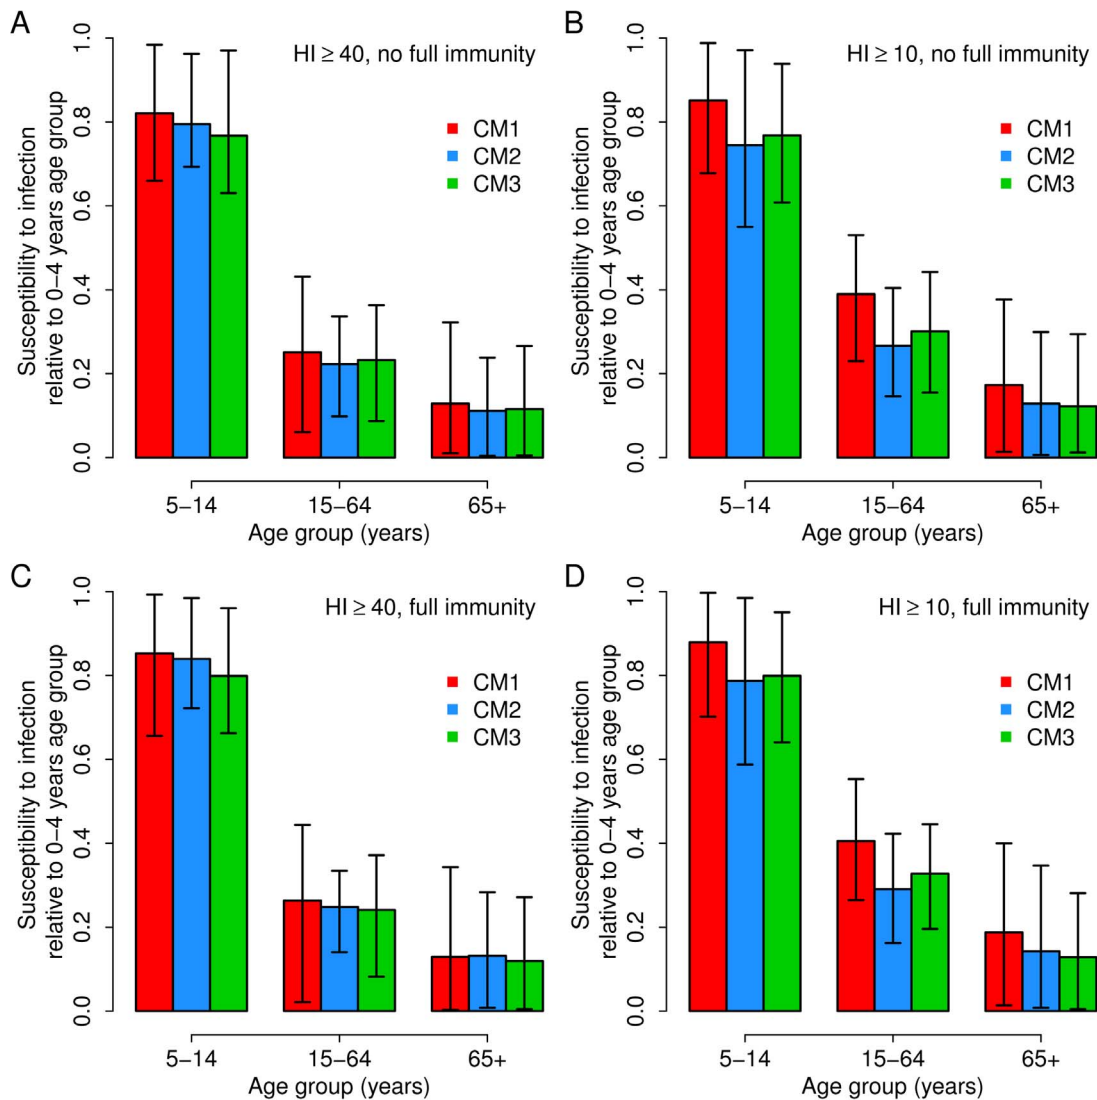 A
HI ≥ 40, no full immunity
CM1
CM2
CM3
Susceptibility to infection
relative to 0−4 years age group
1.0
0.8
0.6
0.4
0.2
0.0
5−14 15−64 65+
Age group (years)
B
HI ≥ 10, no full immunity
CM1
CM2
CM3
Susceptibility to infection
relative to 0−4 years age group
1.0
0.8
0.6
0.4
0.2
0.0
5−14 15−64 65+
Age group (years)
C
HI ≥ 40, full immunity
CM1
CM2
CM3
Susceptibility to infection
relative to 0−4 years age group
1.0
0.8
0.6
0.4
0.2
0.0
5−14 15−64 65+
Age group (years)
D
HI ≥ 10, full immunity
CM1
CM2
CM3
Susceptibility to infection
relative to 0−4 years age group
1.0
0.8
0.6
0.4
0.2
0.0
5−14 15−64 65+
Age group (years)